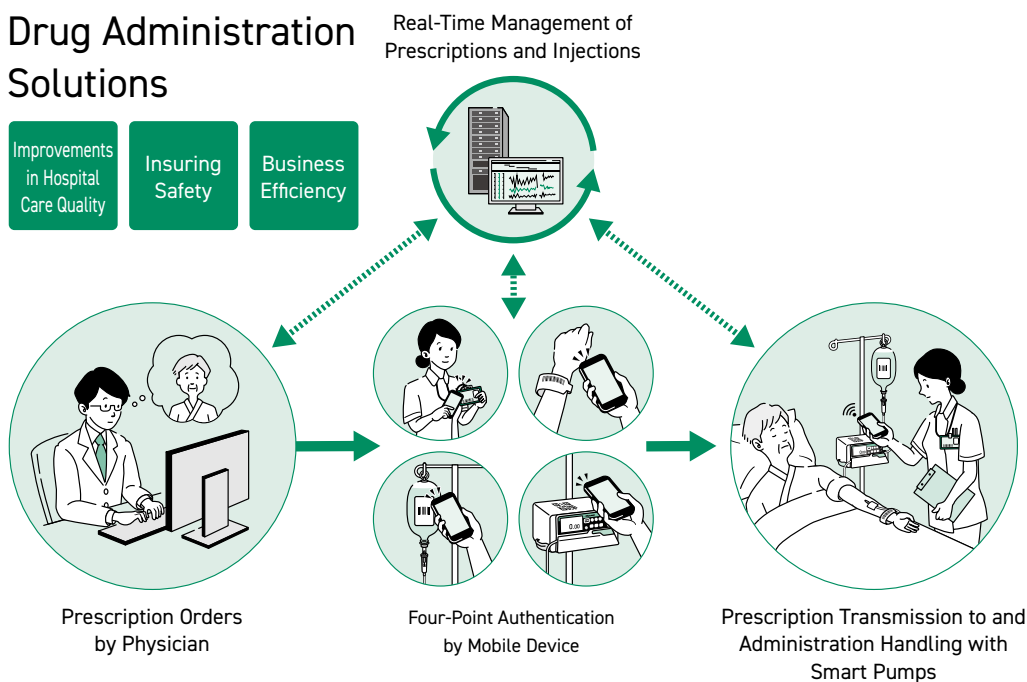 Drug Administration
Solutions
Real-Time Management of
Prescriptions and Injections
Improvements
in Hospital
Care Quality
Insuring
Safety
Business
Efficiency
0.00
Prescription Orders
by Physician
Four-Point Authentication
by Mobile Device
Prescription Transmission to and
Administration Handling with
Smart Pumps